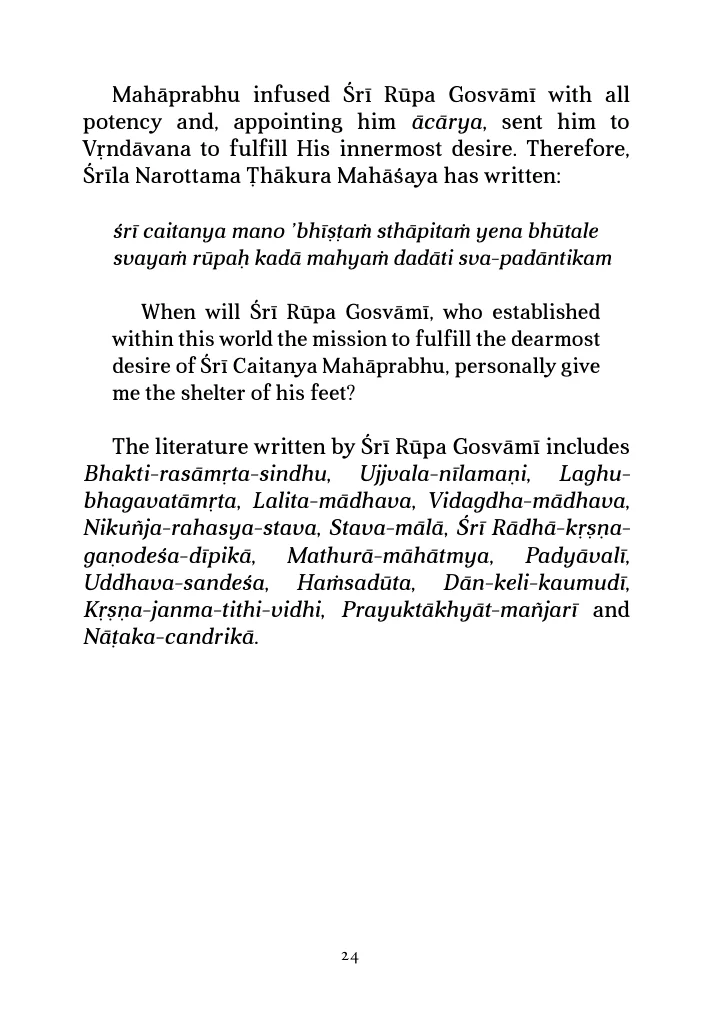 Mahāprabhu infused Śrī Rūpa Gosvāmī with all
potency and, appointing him ācārya, sent him to
Vṛndāvana to fulfill His innermost desire. Therefore,
Śrīla Narottama Ṭhākura Mahāśaya has written:
śrī caitanya mano ’bhīṣṭaṁ sthāpitaṁ yena bhūtale
svayaṁ rūpaḥ kadā mahyaṁ dadāti sva-padāntikam
When will Śrī Rūpa Gosvāmī, who established
within this world the mission to fulfill the dearmost
desire of Śrī Caitanya Mahāprabhu, personally give
me the shelter of his feet?
The literature written by Śrī Rūpa Gosvāmī includes
Bhakti-rasāmṛta-sindhu, Ujjvala-nīlamaṇi, Laghu-
bhagavatāmṛta, Lalita-mādhava, Vidagdha-mādhava,
Nikuñja-rahasya-stava, Stava-mālā, Śrī Rādhā-kṛṣṇa-
gaṇodeśa-dīpikā, Mathurā-māhātmya, Padyāvalī,
Uddhava-sandeśa, Haṁsadūta, Dān-keli-kaumudī,
Kṛṣṇa-janma-tithi-vidhi, Prayuktākhyāt-mañjarī and
Nāṭaka-candrikā.
24